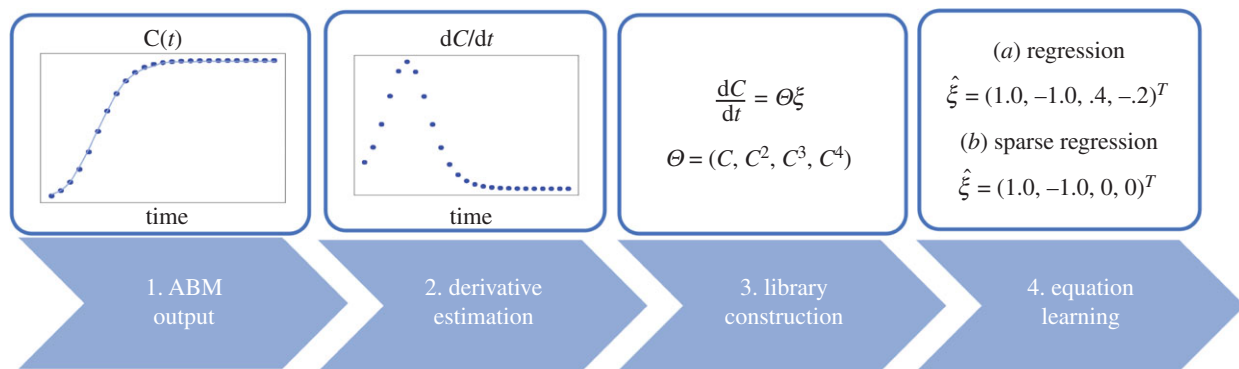 C(t)
time
1. ABM
output
dC/dt
time
2. derivative
estimation
dC/dt = Θξ
Θ = (C, C², C³, C⁴)
3. library
construction
(a) regression
ξ̂ = (1.0, –1.0, .4, –.2)ᵀ
(b) sparse regression
ξ̂ = (1.0, –1.0, 0, 0)ᵀ
4. equation
learning